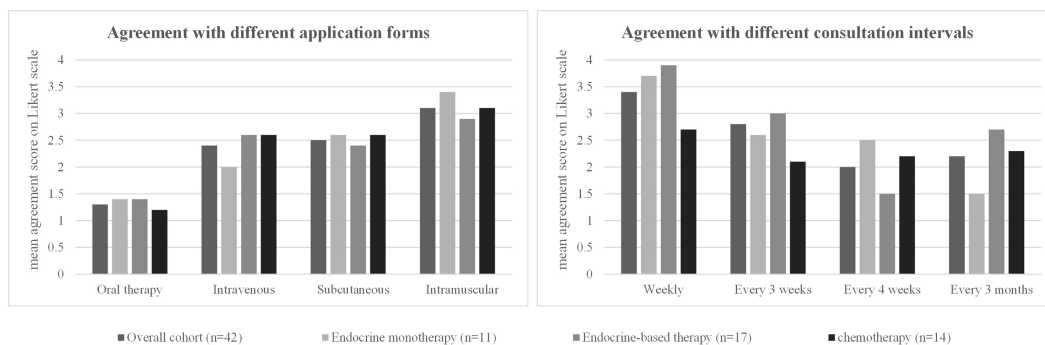 Agreement with different application forms
mean agreement score on Likert scale
4
3.5
3
2.5
2
1.5
1
0.5
0
Oral therapy Intravenous Subcutaneous Intramuscular
Agreement with different consultation intervals
mean agreement score on Likert scale
4
3.5
3
2.5
2
1.5
1
0.5
0
Weekly Every 3 weeks Every 4 weeks Every 3 months
Overall cohort (n=42) Endocrine monotherapy (n=11) Endocrine-based therapy (n=17) chemotherapy (n=14)